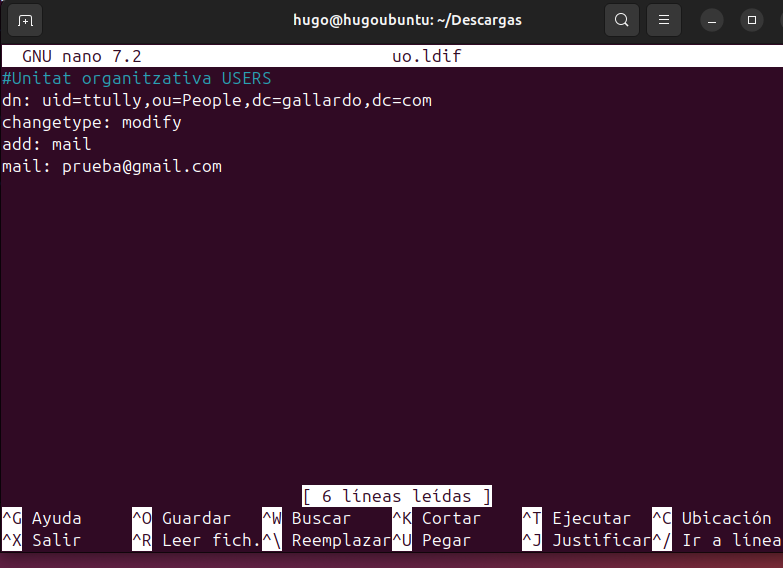 hugo@hugoubuntu: ~/Descargas
GNU nano 7.2 uo.ldif
#Unitat organitzativa USERS
dn: uid=ttully,ou=People,dc=gallardo,dc=com
changetype: modify
add: mail
mail: prueba@gmail.com
[ 6 líneas leídas ]
^G Ayuda ^O Guardar ^W Buscar ^K Cortar ^T Ejecutar ^C Ubicación
^X Salir ^R Leer fich. ^\ Reemplazar ^U Pegar ^J Justificar ^/ Ir a línea